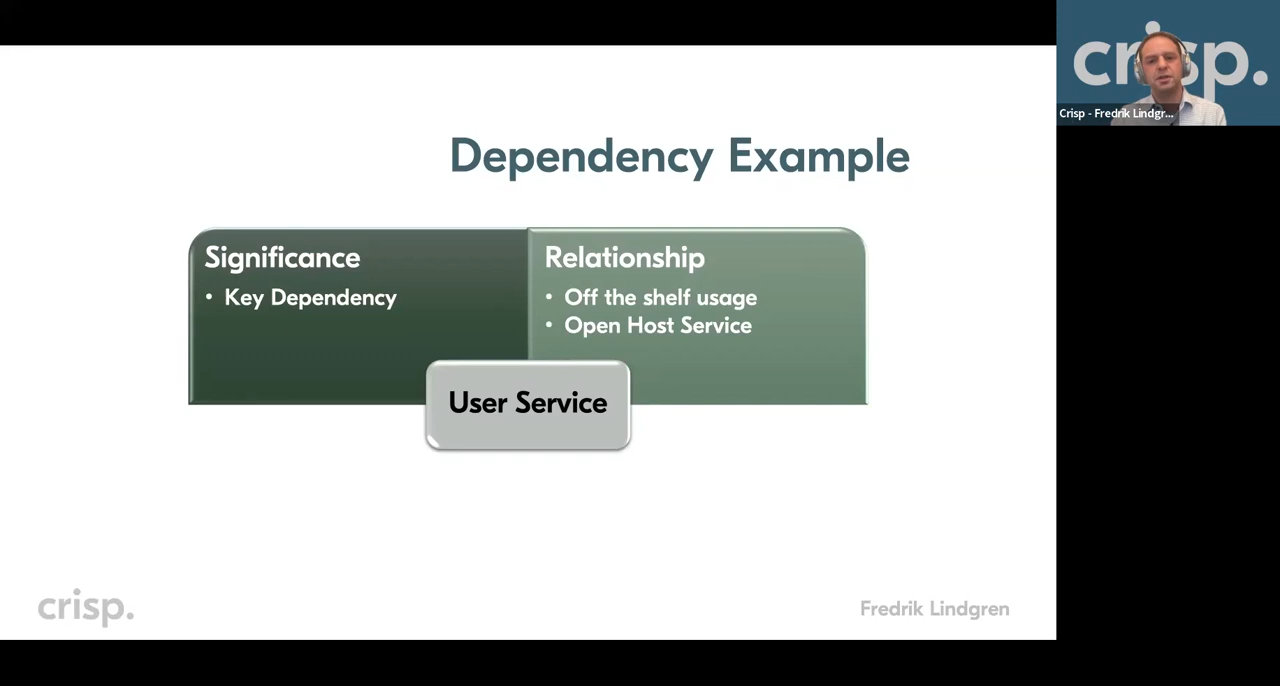 crisp.
Crisp - Fredrik Lindgr...
Dependency Example
Significance
• Key Dependency
Relationship
• Off the shelf usage
• Open Host Service
User Service
crisp.
Fredrik Lindgren